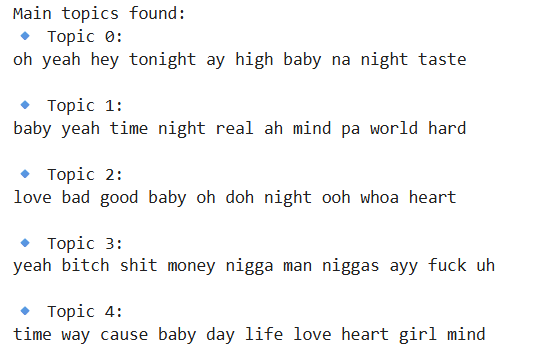 Main topics found:
🔹 Topic 0:
oh yeah hey tonight ay high baby na night taste
🔹 Topic 1:
baby yeah time night real ah mind pa world hard
🔹 Topic 2:
love bad good baby oh doh night ooh whoa heart
🔹 Topic 3:
yeah bitch shit money nigga man niggas ayy fuck uh
🔹 Topic 4:
time way cause baby day life love heart girl mind